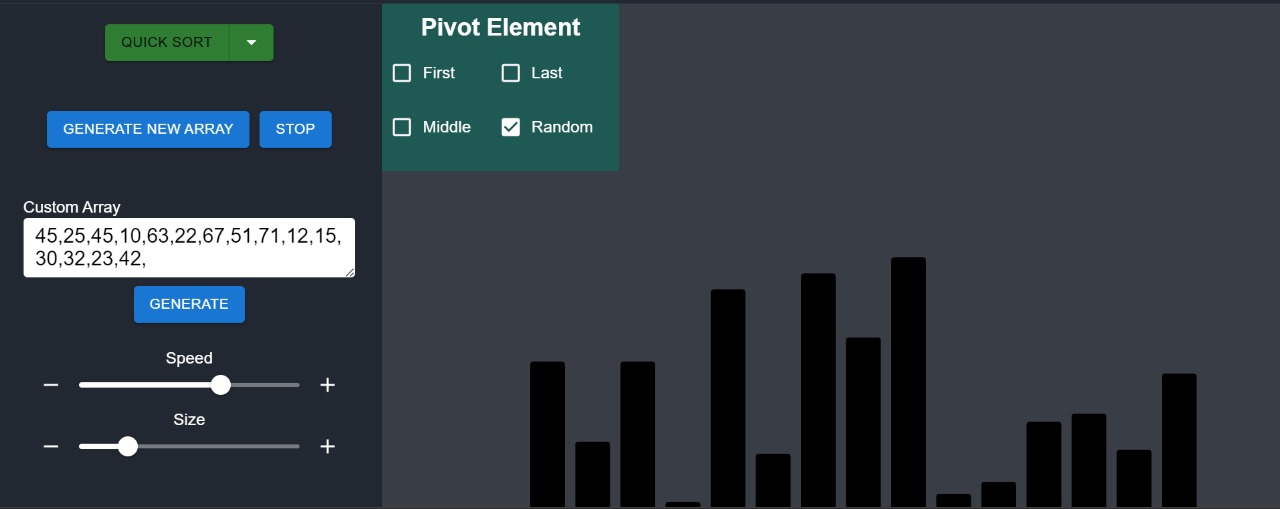 QUICK SORT
GENERATE NEW ARRAY
STOP
Custom Array
45,25,45,10,63,22,67,51,71,12,15,
30,32,23,42,
GENERATE
Speed
Size
Pivot Element
First
Last
Middle
Random